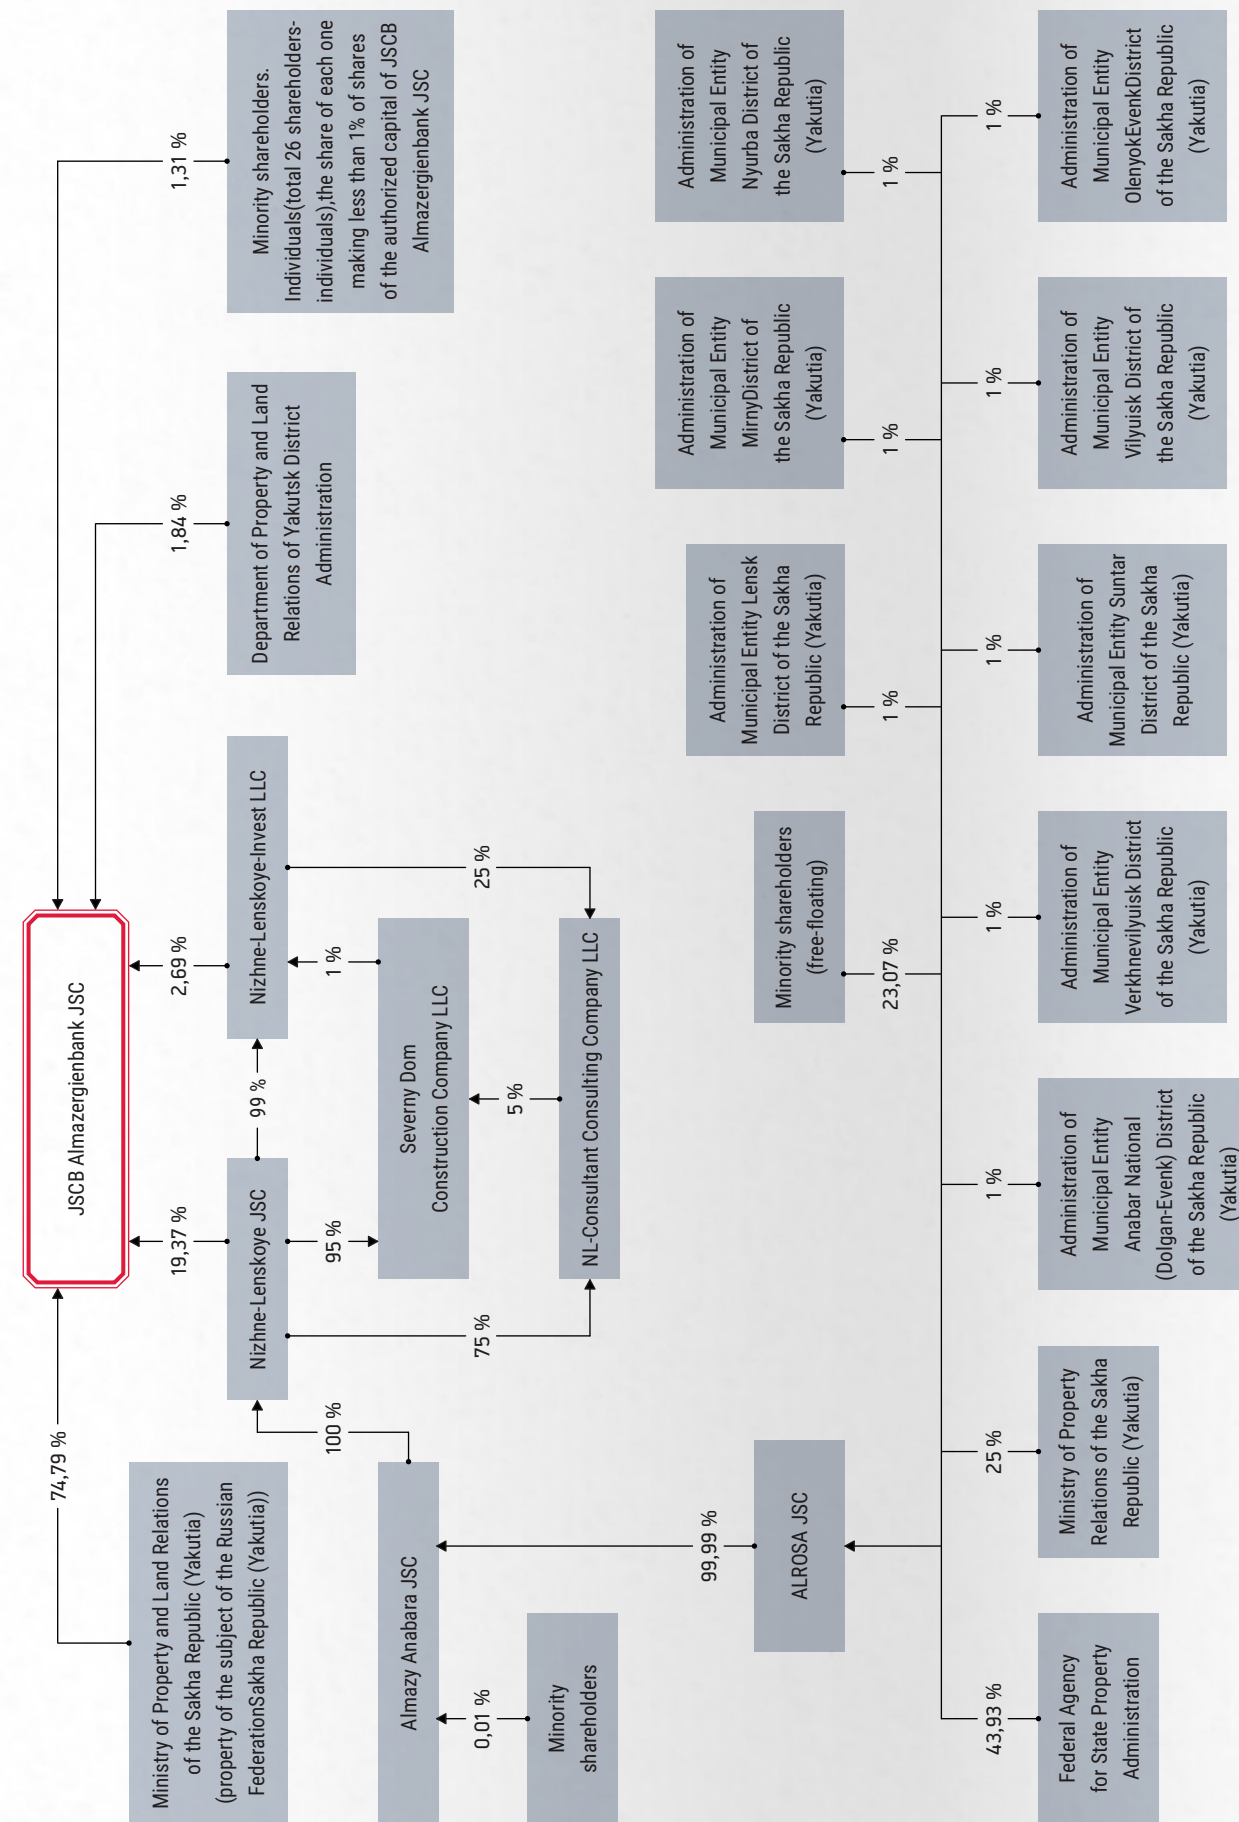 JSCB Almazergienbank JSC
74,79 %
19,37 %
2,69 %
1,84 %
1,31 %
Ministry of Property and Land Relations
of the Sakha Republic (Yakutia)
(property of the subject of the Russian
FederationSakha Republic (Yakutia))
Nizhne-Lenskoye JSC
99 %
Nizhne-Lenskoye-Invest LLC
Department of Property and Land
Relations of Yakutsk District
Administration
Minority shareholders.
Individuals(total 26 shareholders-
individuals),the share of each one
making less than 1% of shares
of the authorized capital of JSCB
Almazergienbank JSC
100 %
95 %
1 %
Almazy Anabara JSC
Severny Dom
Construction Company LLC
75 %
25 %
0,01 %
5 %
Minority
shareholders
NL-Consultant Consulting Company LLC
99,99 %
ALROSA JSC
Minority shareholders
(free-floating)
Administration of
Municipal Entity Lensk
District of the Sakha
Republic (Yakutia)
Administration of
Municipal Entity
MirnyDistrict of
the Sakha Republic
(Yakutia)
Administration of
Municipal Entity
Nyurba District of
the Sakha Republic
(Yakutia)
23,07 %
1 %
1 %
1 %
43,93 %
25 %
1 %
1 %
1 %
1 %
1 %
Federal Agency
for State Property
Administration
Ministry of Property
Relations of the Sakha
Republic (Yakutia)
Administration of
Municipal Entity
Anabar National
(Dolgan-Evenk) District
of the Sakha Republic
(Yakutia)
Administration of
Municipal Entity
Verkhnevilyuisk District
of the Sakha Republic
(Yakutia)
Administration of
Municipal Entity Suntar
District of the Sakha
Republic (Yakutia)
Administration of
Municipal Entity
Vilyuisk District of
the Sakha Republic
(Yakutia)
Administration of
Municipal Entity
OlenyokEvenkDistrict
of the Sakha Republic
(Yakutia)